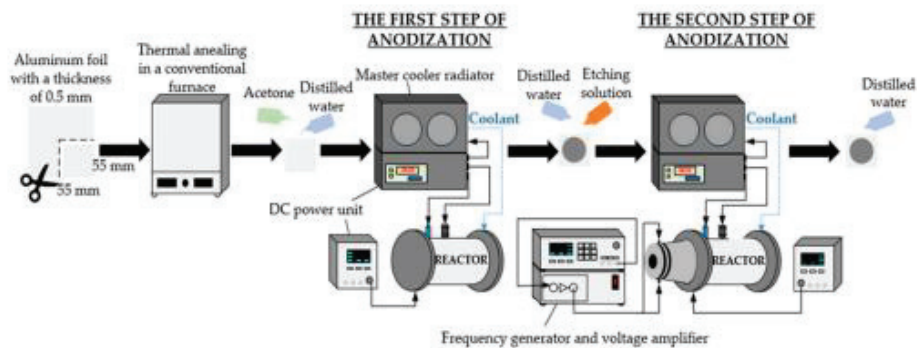 THE FIRST STEP OF
ANODIZATION
THE SECOND STEP OF
ANODIZATION
Aluminum foil
with a thickness
of 0.5 mm
Thermal anealing
in a conventional
furnace
Acetone
Distilled
water
Master cooler radiator
Coolant
Distilled
water
Etching
solution
Coolant
Distilled
water
55 mm
55 mm
DC power unit
REACTOR
REACTOR
Frequency generator and voltage amplifier